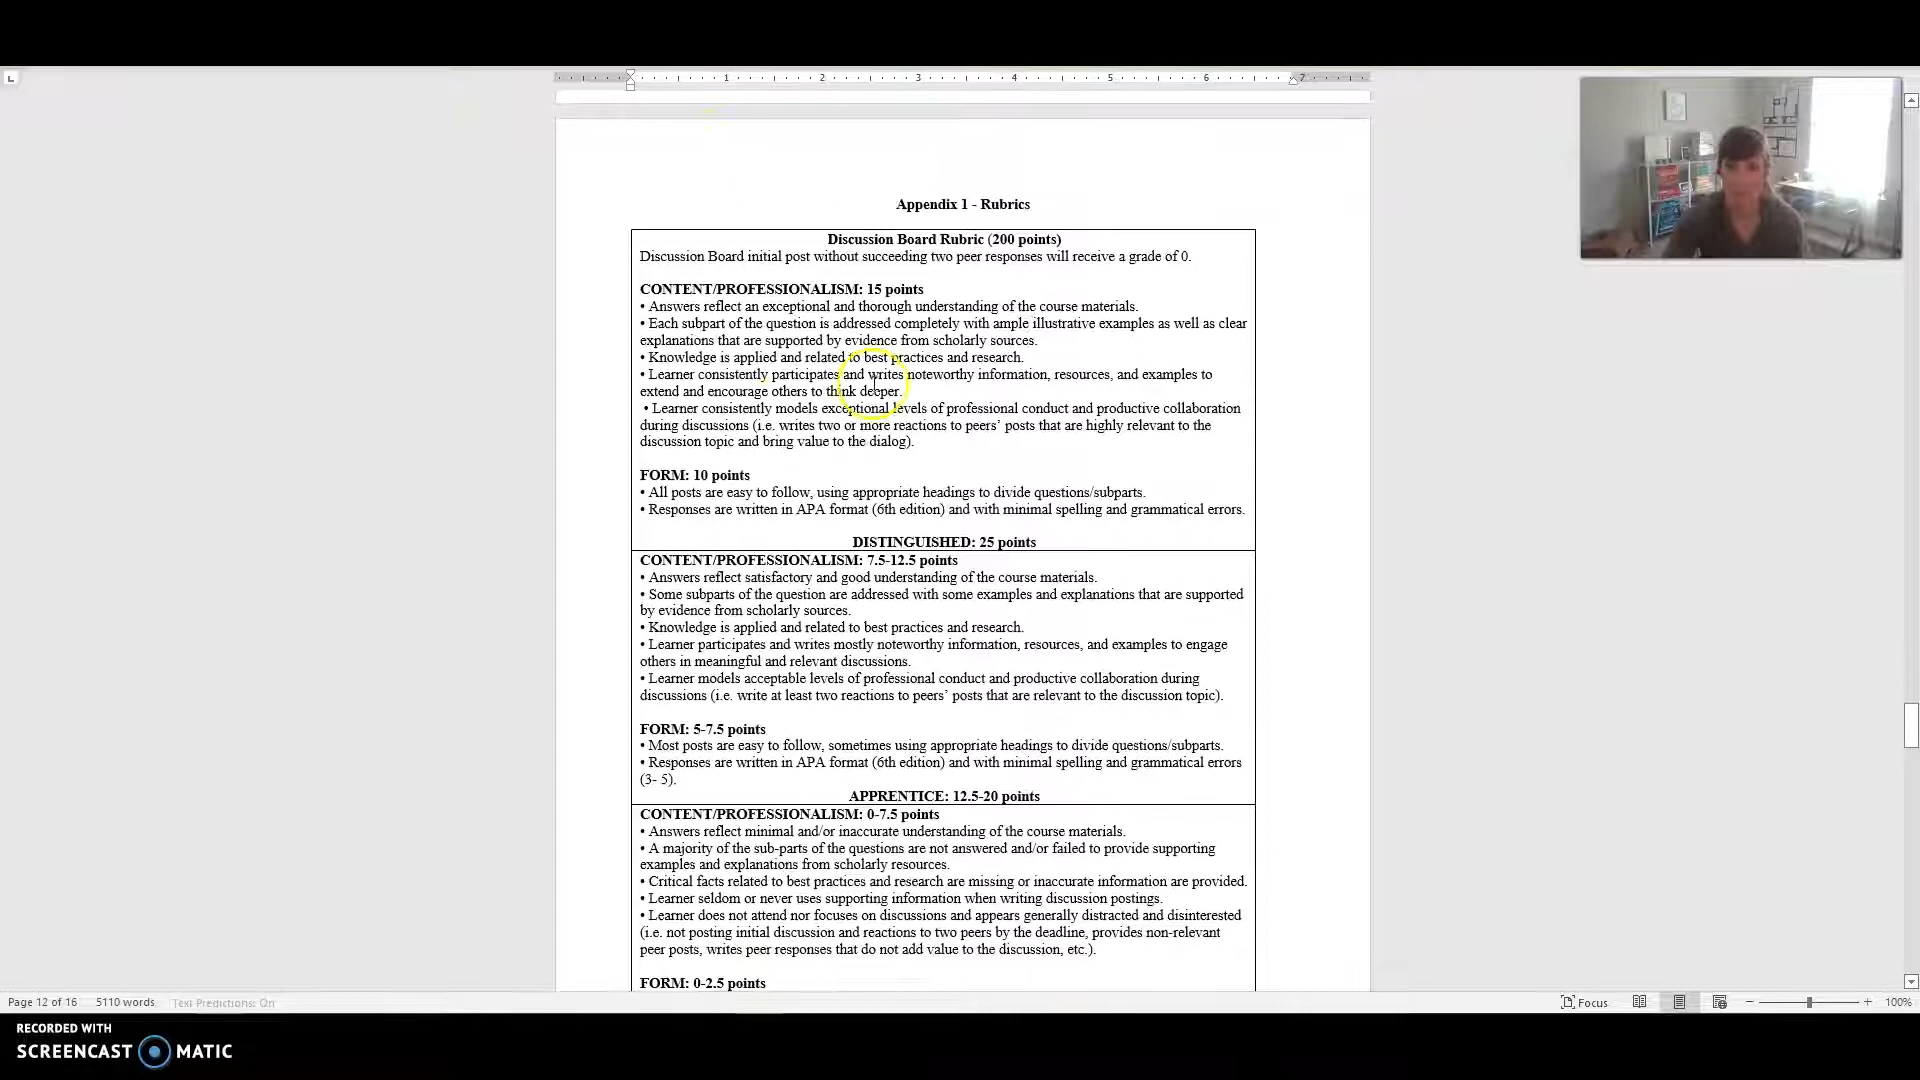 1 2 3 4 5 6 7
Appendix 1 - Rubrics
Discussion Board Rubric (200 points)
Discussion Board initial post without succeeding two peer responses will receive a grade of 0.
CONTENT/PROFESSIONALISM: 15 points
• Answers reflect an exceptional and thorough understanding of the course materials.
• Each subpart of the question is addressed completely with ample illustrative examples as well as clear
explanations that are supported by evidence from scholarly sources.
• Knowledge is applied and related to best practices and research.
• Learner consistently participates and writes noteworthy information, resources, and examples to
extend and encourage others to think deeper.
• Learner consistently models exceptional levels of professional conduct and productive collaboration
during discussions (i.e. writes two or more reactions to peers’ posts that are highly relevant to the
discussion topic and bring value to the dialog).
FORM: 10 points
• All posts are easy to follow, using appropriate headings to divide questions/subparts.
• Responses are written in APA format (6th edition) and with minimal spelling and grammatical errors.
DISTINGUISHED: 25 points
CONTENT/PROFESSIONALISM: 7.5-12.5 points
• Answers reflect satisfactory and good understanding of the course materials.
• Some subparts of the question are addressed with some examples and explanations that are supported
by evidence from scholarly sources.
• Knowledge is applied and related to best practices and research.
• Learner participates and writes mostly noteworthy information, resources, and examples to engage
others in meaningful and relevant discussions.
• Learner models acceptable levels of professional conduct and productive collaboration during
discussions (i.e. write at least two reactions to peers’ posts that are relevant to the discussion topic).
FORM: 5-7.5 points
• Most posts are easy to follow, sometimes using appropriate headings to divide questions/subparts.
• Responses are written in APA format (6th edition) and with minimal spelling and grammatical errors
(3- 5).
APPRENTICE: 12.5-20 points
CONTENT/PROFESSIONALISM: 0-7.5 points
• Answers reflect minimal and/or inaccurate understanding of the course materials.
• A majority of the sub-parts of the questions are not answered and/or failed to provide supporting
examples and explanations from scholarly resources.
• Critical facts related to best practices and research are missing or inaccurate information are provided.
• Learner seldom or never uses supporting information when writing discussion postings.
• Learner does not attend nor focuses on discussions and appears generally distracted and disinterested
(i.e. not posting initial discussion and reactions to two peers by the deadline, provides non-relevant
peer posts, writes peer responses that do not add value to the discussion, etc.).
FORM: 0-2.5 points
Page 12 of 16 5110 words Text Predictions: On Focus 100%
RECORDED WITH
SCREENCAST MATIC